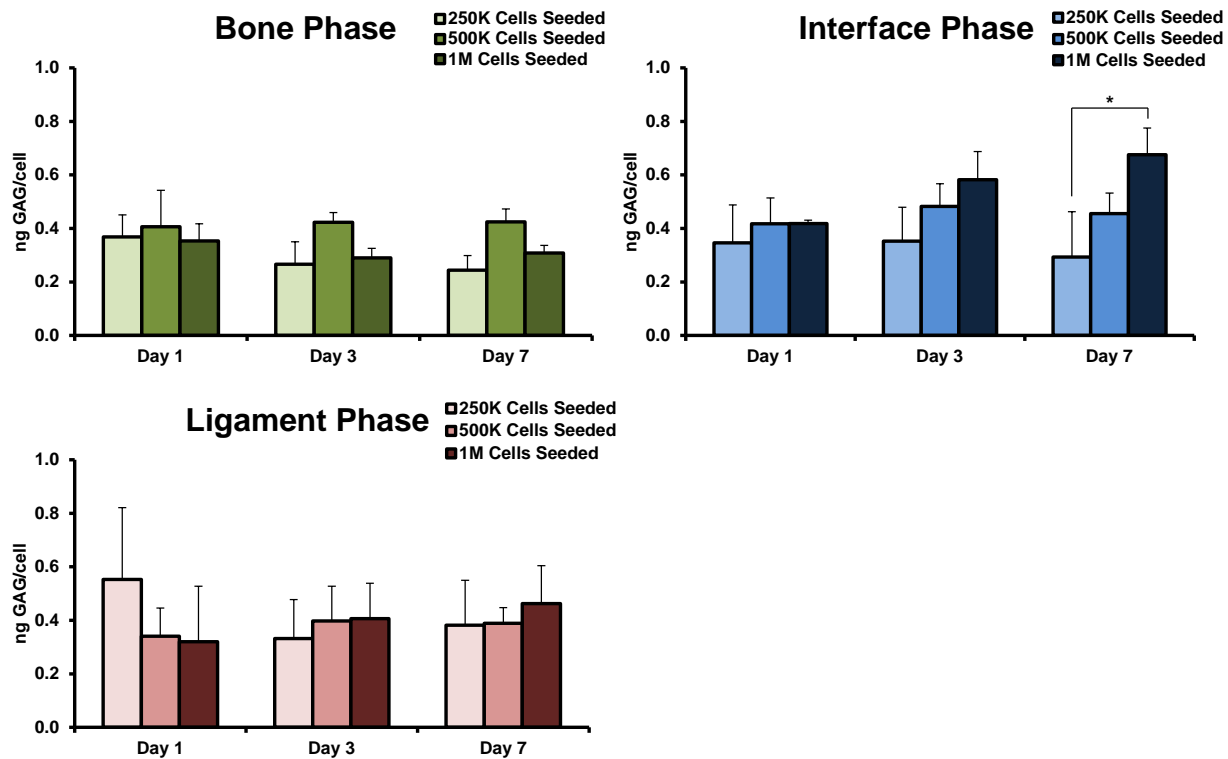 Bone Phase
250K Cells Seeded
500K Cells Seeded
1M Cells Seeded
1.0
0.8
0.6
0.4
0.2
0.0
ng GAG/cell
Day 1 Day 3 Day 7
Interface Phase
250K Cells Seeded
500K Cells Seeded
1M Cells Seeded
1.0
0.8
0.6
0.4
0.2
0.0
ng GAG/cell
*
Day 1 Day 3 Day 7
Ligament Phase
250K Cells Seeded
500K Cells Seeded
1M Cells Seeded
1.0
0.8
0.6
0.4
0.2
0.0
ng GAG/cell
Day 1 Day 3 Day 7